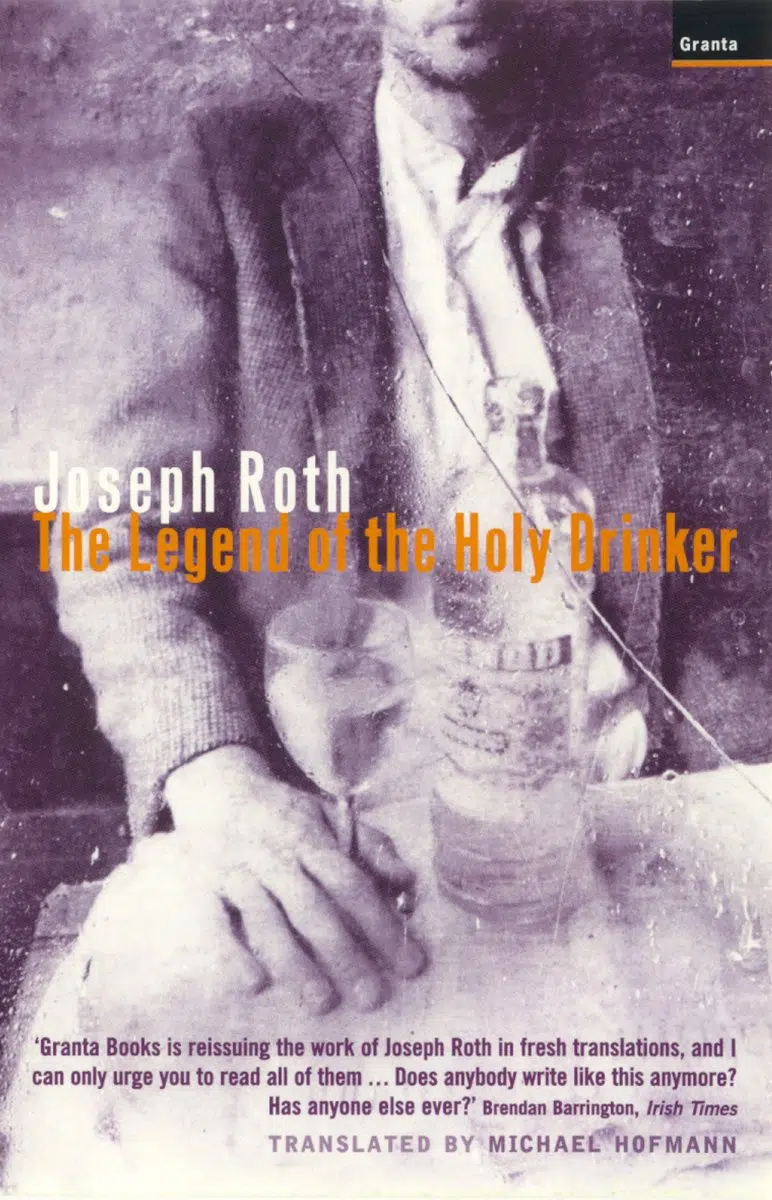 Granta
Joseph Roth
The Legend of the Holy Drinker
‘Granta Books is reissuing the work of Joseph Roth in fresh translations, and I
can only urge you to read all of them ... Does anybody write like this anymore?
Has anyone else ever?’ Brendan Barrington, Irish Times
TRANSLATED BY MICHAEL HOFMANN